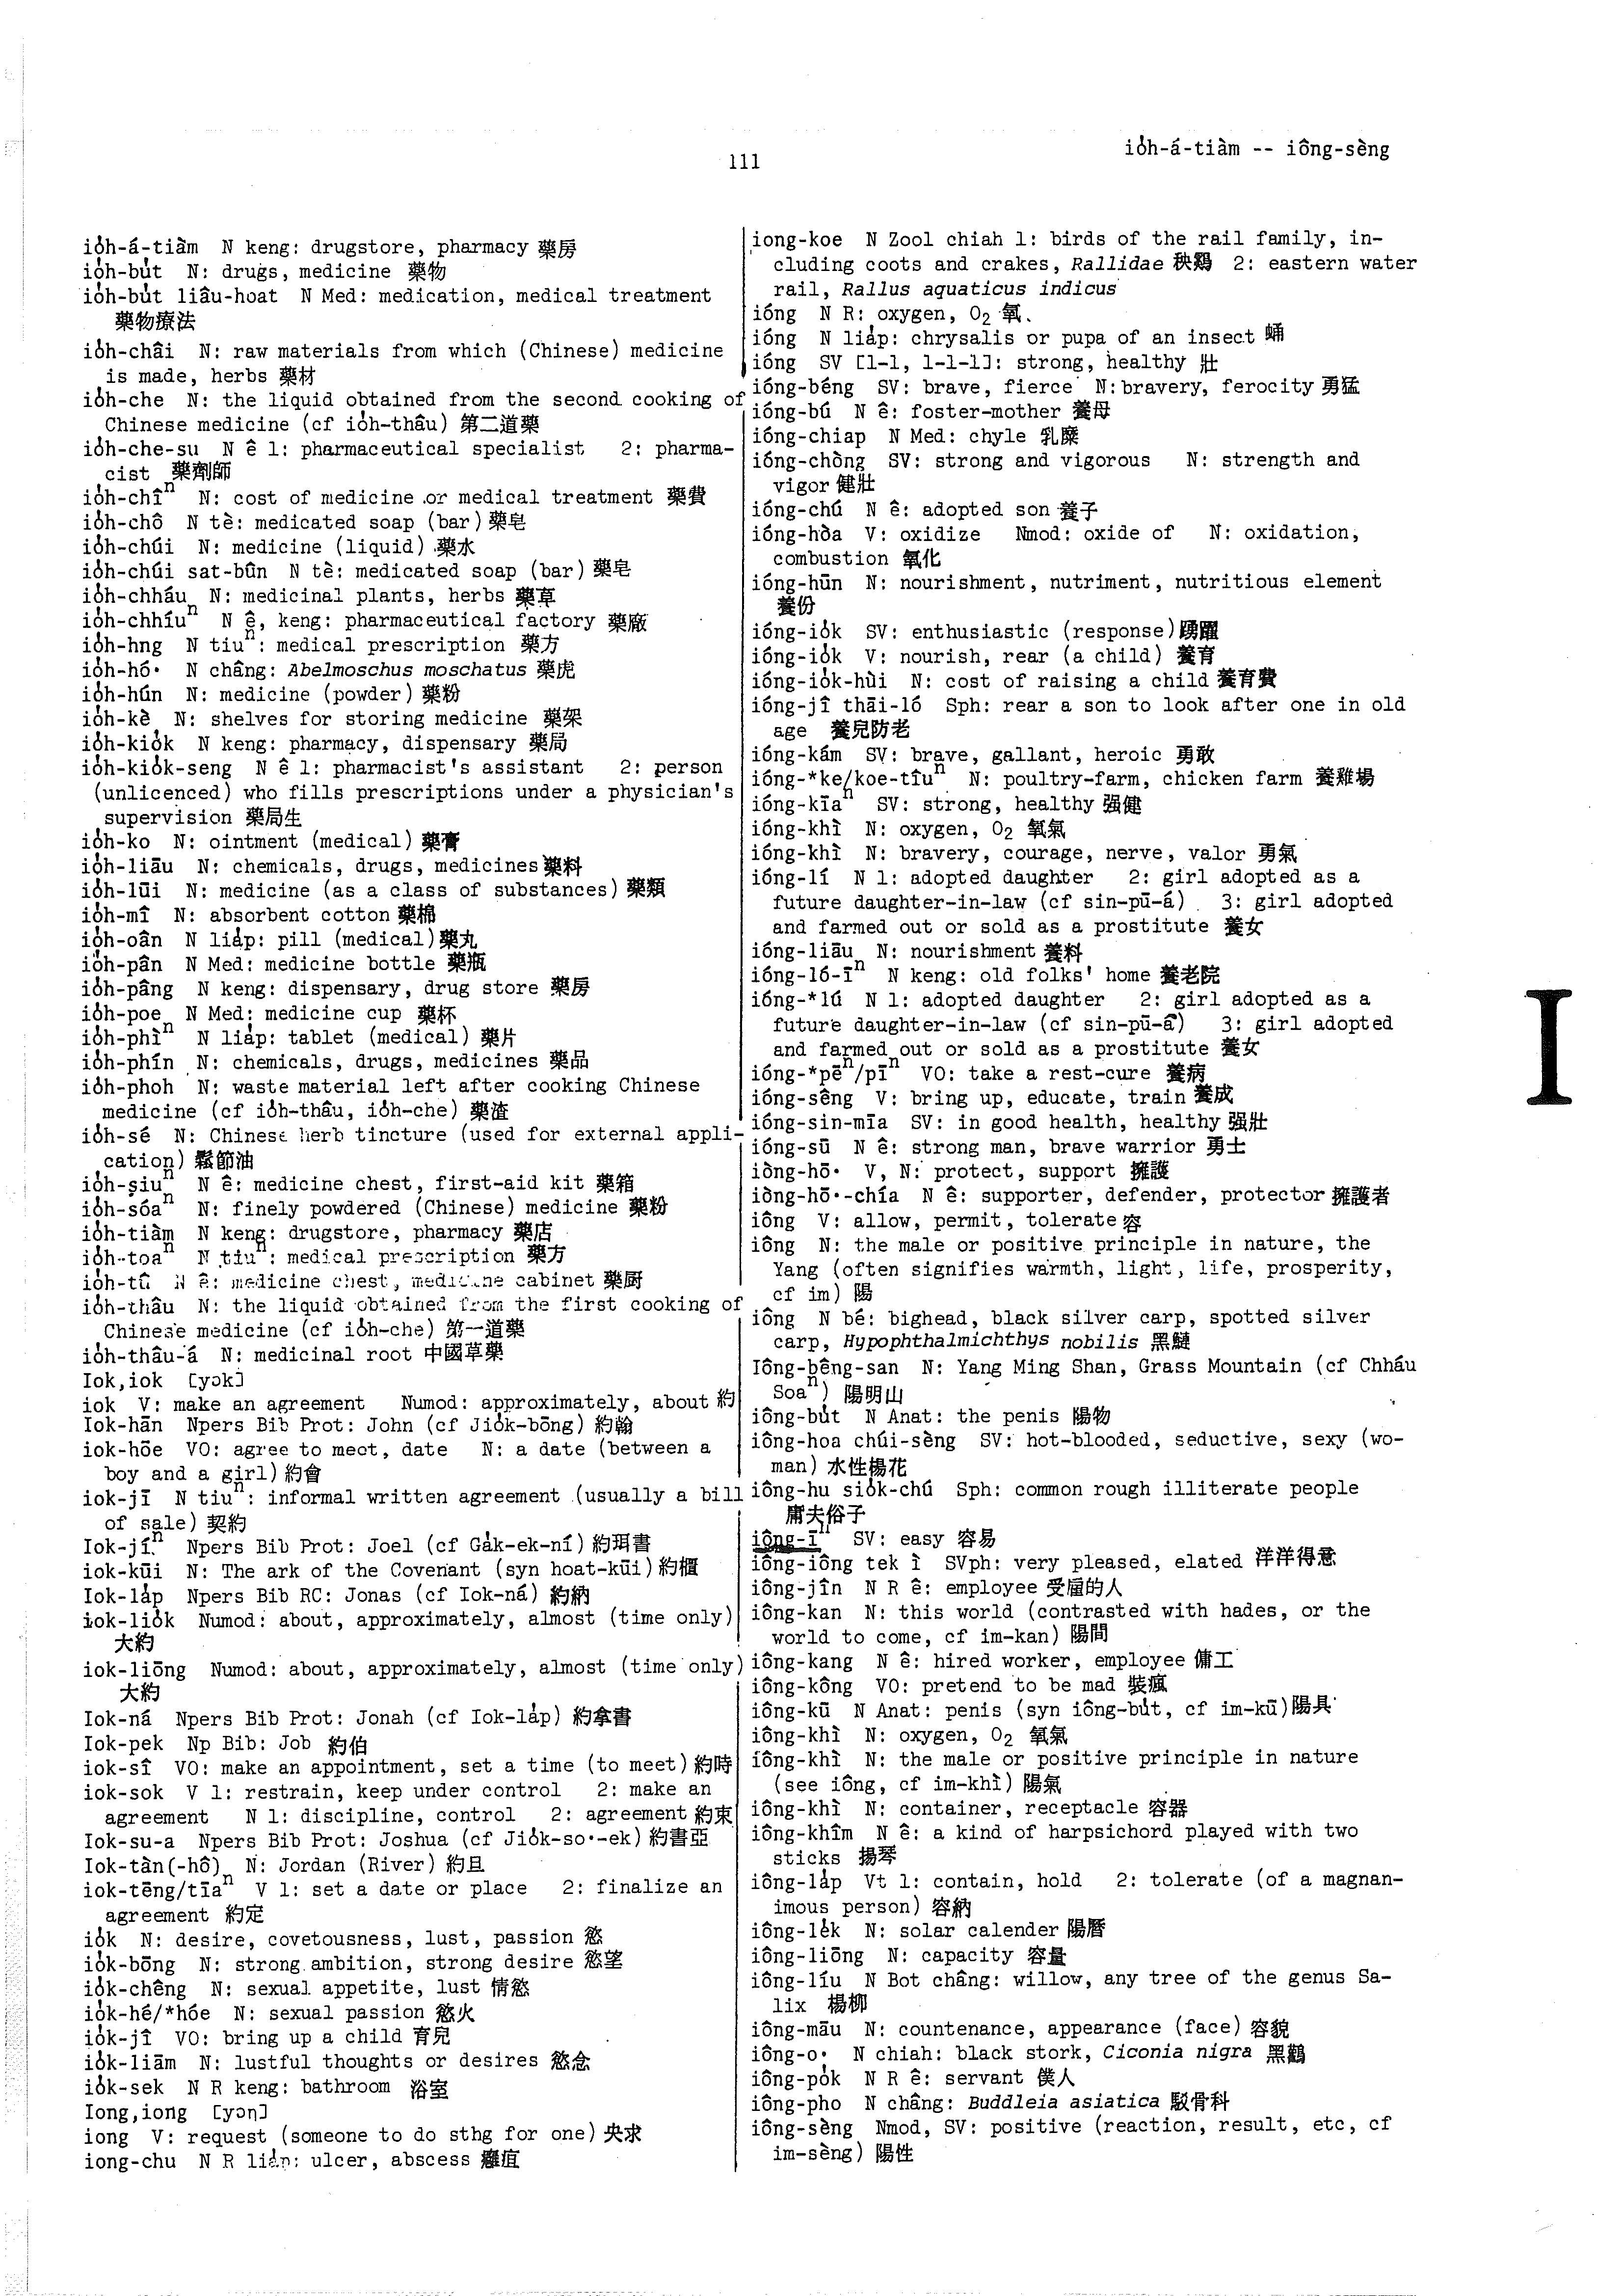 111
io̍h-á-tiàm -- iông-sèng
io̍h-á-tiàm N keng: drugstore, pharmacy 藥房
io̍h-bu̍t N: drugs, medicine 藥物
io̍h-bu̍t liâu-hoat N Med: medication, medical treatment
藥物療法
io̍h-châi N: raw materials from which (Chinese) medicine
is made, herbs 藥材
io̍h-che N: the liquid obtained from the second cooking of
Chinese medicine (cf io̍h-thâu) 第二道藥
io̍h-che-su N ê 1: pharmaceutical specialist 2: pharma-
cist 藥劑師
io̍h-chîⁿ N: cost of medicine or medical treatment 藥費
io̍h-chô N tè: medicated soap (bar) 藥皂
io̍h-chúi N: medicine (liquid) 藥水
io̍h-chúi sat-bûn N tè: medicated soap (bar) 藥皂
io̍h-chháu N: medicinal plants, herbs 藥草
io̍h-chhíuⁿ N ê, keng: pharmaceutical factory 藥廠
io̍h-hng N tiuⁿ: medical prescription 藥方
io̍h-hó͘ N châng: Abelmoschus moschatus 藥虎
io̍h-hún N: medicine (powder) 藥粉
io̍h-kè N: shelves for storing medicine 藥架
io̍h-kio̍k N keng: pharmacy, dispensary 藥局
io̍h-kio̍k-seng N ê 1: pharmacist's assistant 2: person
(unlicenced) who fills prescriptions under a physician's
supervision 藥局生
io̍h-ko N: ointment (medical) 藥膏
io̍h-liāu N: chemicals, drugs, medicines 藥料
io̍h-lūi N: medicine (as a class of substances) 藥類
io̍h-mî N: absorbent cotton 藥棉
io̍h-oân N lia̍p: pill (medical) 藥丸
io̍h-pân N Med: medicine bottle 藥瓶
io̍h-pâng N keng: dispensary, drug store 藥房
io̍h-poe N Med: medicine cup 藥杯
io̍h-phìⁿ N lia̍p: tablet (medical) 藥片
io̍h-phín N: chemicals, drugs, medicines 藥品
io̍h-phoh N: waste material left after cooking Chinese
medicine (cf io̍h-thâu, io̍h-che) 藥渣
io̍h-sé N: Chinese herb tincture (used for external appli-
cation) 鬆節油
io̍h-siuⁿ N ê: medicine chest, first-aid kit 藥箱
io̍h-sóaⁿ N: finely powdered (Chinese) medicine 藥粉
io̍h-tiàm N keng: drugstore, pharmacy 藥店
io̍h-toaⁿ N tiuⁿ: medical prescription 藥方
io̍h-tû N ê: medicine chest, medicine cabinet 藥厨
io̍h-thâu N: the liquid obtained from the first cooking of
Chinese medicine (cf io̍h-che) 第一道藥
io̍h-thâu-á N: medicinal root 中國草藥
Iok,iok [yɔk]
iok V: make an agreement Numod: approximately, about 約
Iok-hān Npers Bib Prot: John (cf Jio̍k-bōng) 約翰
iok-hōe VO: agree to meet, date N: a date (between a
boy and a girl) 約會
iok-jī N tiuⁿ: informal written agreement (usually a bill
of sale) 契約
Iok-jíⁿ Npers Bib Prot: Joel (cf Ga̍k-ek-ní) 約珥書
iok-kūi N: The ark of the Covenant (syn hoat-kūi) 約櫃
Iok-la̍p Npers Bib RC: Jonas (cf Iok-ná) 約納
iok-lio̍k Numod: about, approximately, almost (time only)
大約
iok-liōng Numod: about, approximately, almost (time only)
大約
Iok-ná Npers Bib Prot: Jonah (cf Iok-la̍p) 約拿書
Iok-pek Np Bib: Job 約伯
iok-sî VO: make an appointment, set a time (to meet) 約時
iok-sok V 1: restrain, keep under control 2: make an
agreement N 1: discipline, control 2: agreement 約束
Iok-su-a Npers Bib Prot: Joshua (cf Jio̍k-so͘-ek) 約書亞
Iok-tàn(-hô) N: Jordan (River) 約旦
iok-tēng/tīaⁿ V 1: set a date or place 2: finalize an
agreement 約定
io̍k N: desire, covetousness, lust, passion 慾
io̍k-bōng N: strong ambition, strong desire 慾望
io̍k-chêng N: sexual appetite, lust 情慾
io̍k-hé/*hóe N: sexual passion 慾火
io̍k-jî VO: bring up a child 育兒
io̍k-liām N: lustful thoughts or desires 慾念
io̍k-sek N R keng: bathroom 浴室
Iong,iong [yɔŋ]
iong V: request (someone to do sthg for one) 央求
iong-chu N R lia̍p: ulcer, abscess 癰疽
iong-koe N Zool chiah 1: birds of the rail family, in-
cluding coots and crakes, Rallidae 秧鷄 2: eastern water
rail, Rallus aquaticus indicus
ióng N R: oxygen, O₂ 氧
ióng N lia̍p: chrysalis or pupa of an insect 蛹
ióng SV [1-1, 1-1-1]: strong, healthy 壯
ióng-béng SV: brave, fierce N: bravery, ferocity 勇猛
ióng-bú N ê: foster-mother 養母
ióng-chiap N Med: chyle 乳糜
ióng-chòng SV: strong and vigorous N: strength and
vigor 健壯
ióng-chú N ê: adopted son 養子
ióng-hòa V: oxidize Nmod: oxide of N: oxidation,
combustion 氧化
ióng-hūn N: nourishment, nutriment, nutritious element
養份
ióng-io̍k SV: enthusiastic (response) 踴躍
ióng-io̍k V: nourish, rear (a child) 養育
ióng-io̍k-hùi N: cost of raising a child 養育費
ióng-jî thāi-ló Sph: rear a son to look after one in old
age 養兒防老
ióng-kám SV: brave, gallant, heroic 勇敢
ióng-*ke/koe-tîuⁿ N: poultry-farm, chicken farm 養雞場
ióng-kīaⁿ SV: strong, healthy 强健
ióng-khì N: oxygen, O₂ 氧氣
ióng-khì N: bravery, courage, nerve, valor 勇氣
ióng-lí N 1: adopted daughter 2: girl adopted as a
future daughter-in-law (cf sin-pū-á) 3: girl adopted
and farmed out or sold as a prostitute 養女
ióng-liāu N: nourishment 養料
ióng-ló-īⁿ N keng: old folks' home 養老院
ióng-*lú N 1: adopted daughter 2: girl adopted as a
future daughter-in-law (cf sin-pū-á) 3: girl adopted
and farmed out or sold as a prostitute 養女
ióng-*pēⁿ/pīⁿ VO: take a rest-cure 養病
ióng-sêng V: bring up, educate, train 養成
ióng-sin-mīa SV: in good health, healthy 强壯
ióng-sū N ê: strong man, brave warrior 勇士
iòng-hō͘ V, N: protect, support 擁護
iòng-hō͘-chía N ê: supporter, defender, protector 擁護者
iông V: allow, permit, tolerate 容
iông N: the male or positive principle in nature, the
Yang (often signifies warmth, light, life, prosperity,
cf im) 陽
iông N bé: bighead, black silver carp, spotted silver
carp, Hypophthalmichthys nobilis 黑鰱
Iông-bêng-san N: Yang Ming Shan, Grass Mountain (cf Chháu
Soaⁿ) 陽明山
iông-bu̍t N Anat: the penis 陽物
iông-hoa chúi-sèng SV: hot-blooded, seductive, sexy (wo-
man) 水性楊花
iông-hu sio̍k-chú Sph: common rough illiterate people
庸夫俗子
iông-īⁿ SV: easy 容易
iông-iông tek ì SVph: very pleased, elated 洋洋得意
iông-jîn N R ê: employee 受雇的人
iông-kan N: this world (contrasted with hades, or the
world to come, cf im-kan) 陽間
iông-kang N ê: hired worker, employee 傭工
iông-kông VO: pretend to be mad 裝瘋
iông-kū N Anat: penis (syn iông-bu̍t, cf im-kū) 陽具
iông-khì N: oxygen, O₂ 氧氣
iông-khì N: the male or positive principle in nature
(see iông, cf im-khì) 陽氣
iông-khì N: container, receptacle 容器
iông-khîm N ê: a kind of harpsichord played with two
sticks 揚琴
iông-la̍p Vt 1: contain, hold 2: tolerate (of a magnan-
imous person) 容納
iông-le̍k N: solar calender 陽曆
iông-liōng N: capacity 容量
iông-líu N Bot châng: willow, any tree of the genus Sa-
lix 楊柳
iông-māu N: countenance, appearance (face) 容貌
iông-o͘ N chiah: black stork, Ciconia nigra 黑鸛
iông-po̍k N R ê: servant 僕人
iông-pho N châng: Buddleia asiatica 駁骨科
iông-sèng Nmod, SV: positive (reaction, result, etc, cf
im-sèng) 陽性
I